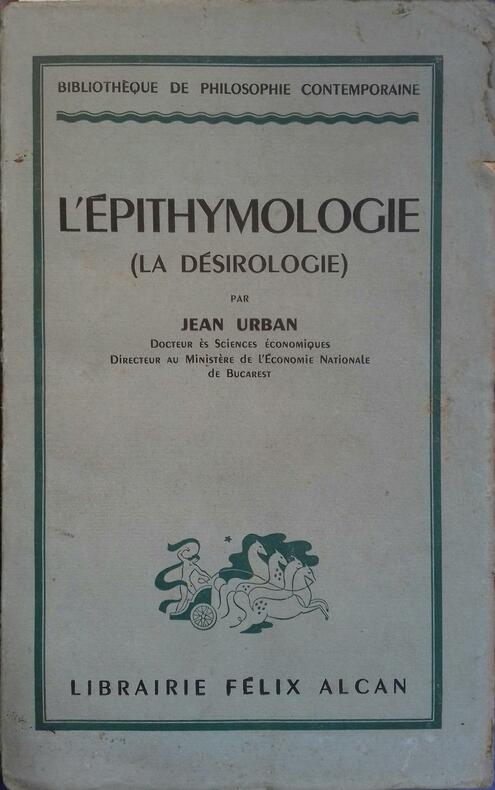 BIBLIOTHÈQUE DE PHILOSOPHIE CONTEMPORAINE
L'ÉPITHYMOLOGIE
(LA DÉSIROLOGIE)
PAR
JEAN URBAN
DOCTEUR ÈS SCIENCES ÉCONOMIQUES
DIRECTEUR AU MINISTÈRE DE L'ÉCONOMIE NATIONALE
DE BUCAREST
LIBRAIRIE FÉLIX ALCAN